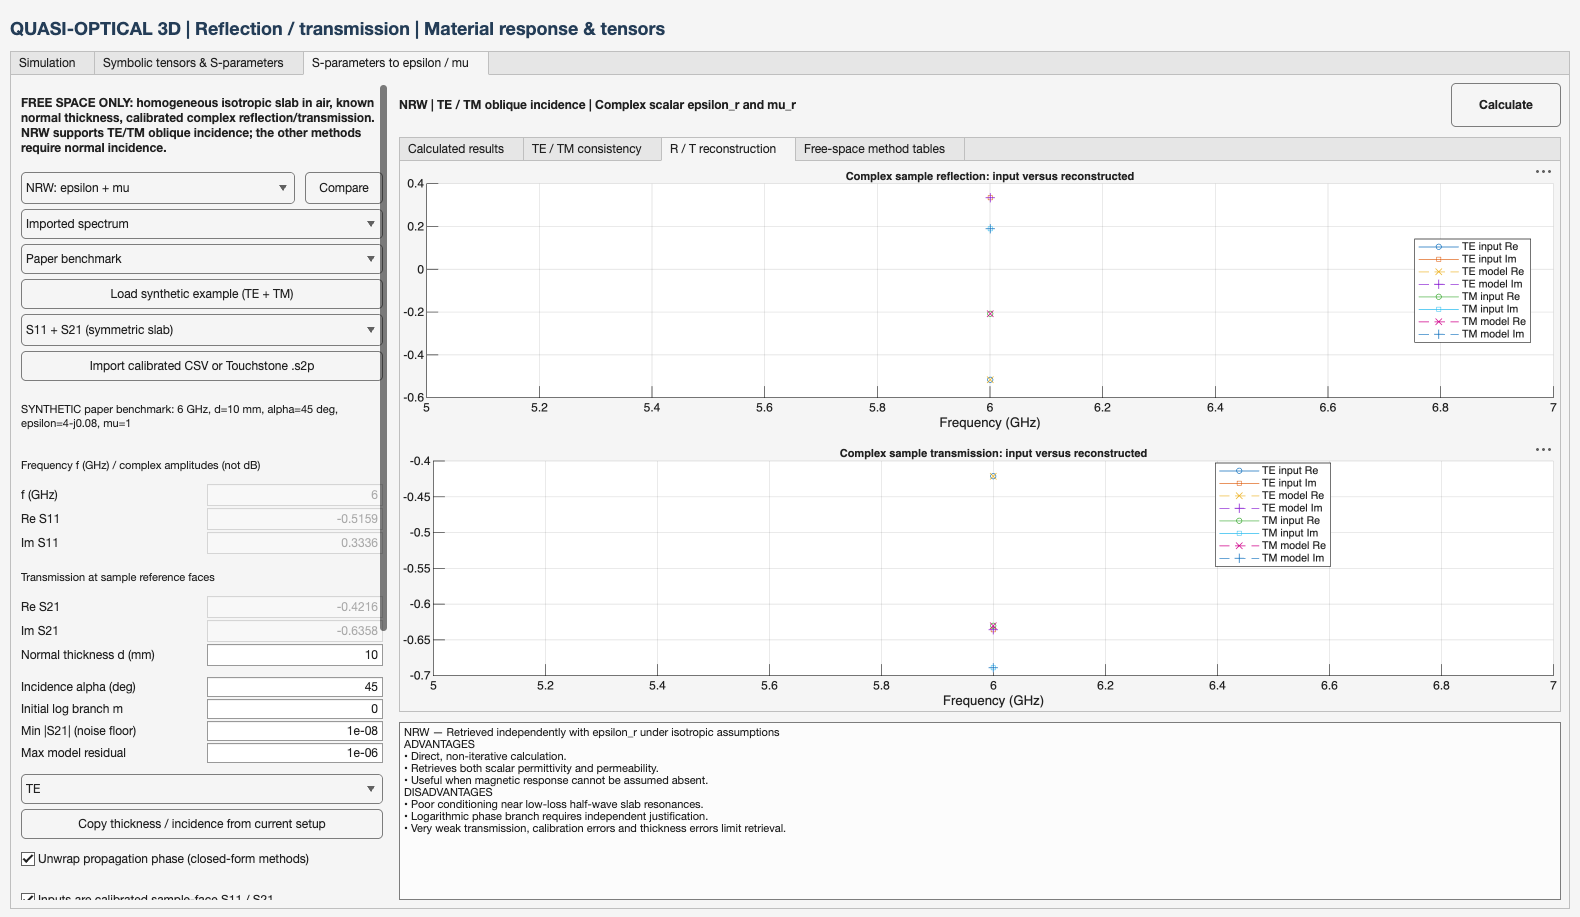 QUASI-OPTICAL 3D | Reflection / transmission | Material response & tensors
Simulation
Symbolic tensors & S-parameters
S-parameters to epsilon / mu
FREE SPACE ONLY: homogeneous isotropic slab in air, known
normal thickness, calibrated complex reflection/transmission.
NRW supports TE/TM oblique incidence; the other methods
require normal incidence.
NRW: epsilon + mu
Compare
Imported spectrum
Paper benchmark
Load synthetic example (TE + TM)
S11 + S21 (symmetric slab)
Import calibrated CSV or Touchstone .s2p
SYNTHETIC paper benchmark: 6 GHz, d=10 mm, alpha=45 deg,
epsilon=4-j0.08, mu=1
Frequency f (GHz) / complex amplitudes (not dB)
f (GHz) 6
Re S11 -0.5159
Im S11 0.3336
Transmission at sample reference faces
Re S21 -0.4216
Im S21 -0.6358
Normal thickness d (mm) 10
Incidence alpha (deg) 45
Initial log branch m 0
Min |S21| (noise floor) 1e-08
Max model residual 1e-06
TE
Copy thickness / incidence from current setup
Unwrap propagation phase (closed-form methods)
Inputs are calibrated sample-face S11 / S21
NRW | TE / TM oblique incidence | Complex scalar epsilon_r and mu_r
Calculate
Calculated results
TE / TM consistency
R / T reconstruction
Free-space method tables
Complex sample reflection: input versus reconstructed
0.4
0.2
0
-0.2
-0.4
-0.6
5 5.2 5.4 5.6 5.8 6 6.2 6.4 6.6 6.8 7
Frequency (GHz)
TE input Re
TE input Im
TE model Re
TE model Im
TM input Re
TM input Im
TM model Re
TM model Im
Complex sample transmission: input versus reconstructed
-0.4
-0.45
-0.5
-0.55
-0.6
-0.65
-0.7
5 5.2 5.4 5.6 5.8 6 6.2 6.4 6.6 6.8 7
Frequency (GHz)
TE input Re
TE input Im
TE model Re
TE model Im
TM input Re
TM input Im
TM model Re
TM model Im
NRW — Retrieved independently with epsilon_r under isotropic assumptions
ADVANTAGES
• Direct, non-iterative calculation.
• Retrieves both scalar permittivity and permeability.
• Useful when magnetic response cannot be assumed absent.
DISADVANTAGES
• Poor conditioning near low-loss half-wave slab resonances.
• Logarithmic phase branch requires independent justification.
• Very weak transmission, calibration errors and thickness errors limit retrieval.